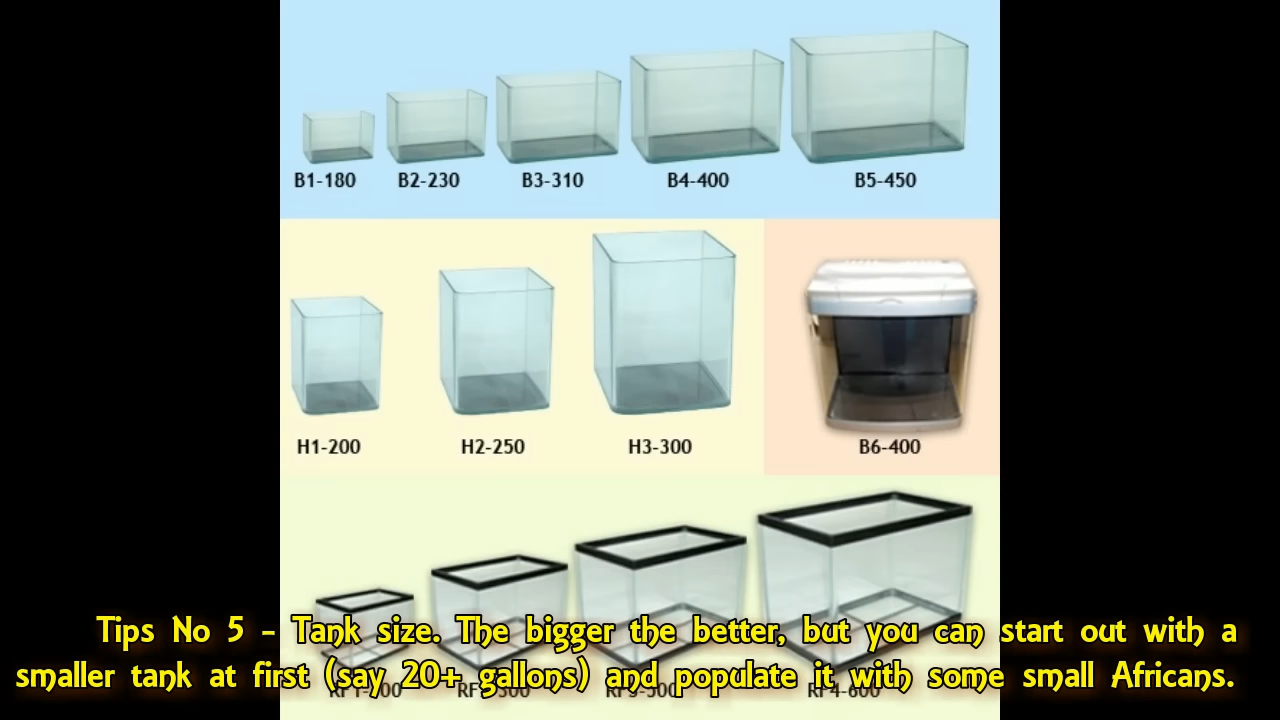 B1-180 B2-230 B3-310 B4-400 B5-450
H1-200 H2-250 H3-300 B6-400
Tips No 5 - Tank size. The bigger the better, but you can start out with a
smaller tank at first (say 20+ gallons) and populate it with some small Africans.
RF4-600